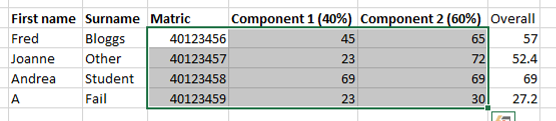 First name Surname Matric Component 1 (40%) Component 2 (60%) Overall
Fred Bloggs 40123456 45 65 57
Joanne Other 40123457 23 72 52.4
Andrea Student 40123458 69 69 69
A Fail 40123459 23 30 27.2